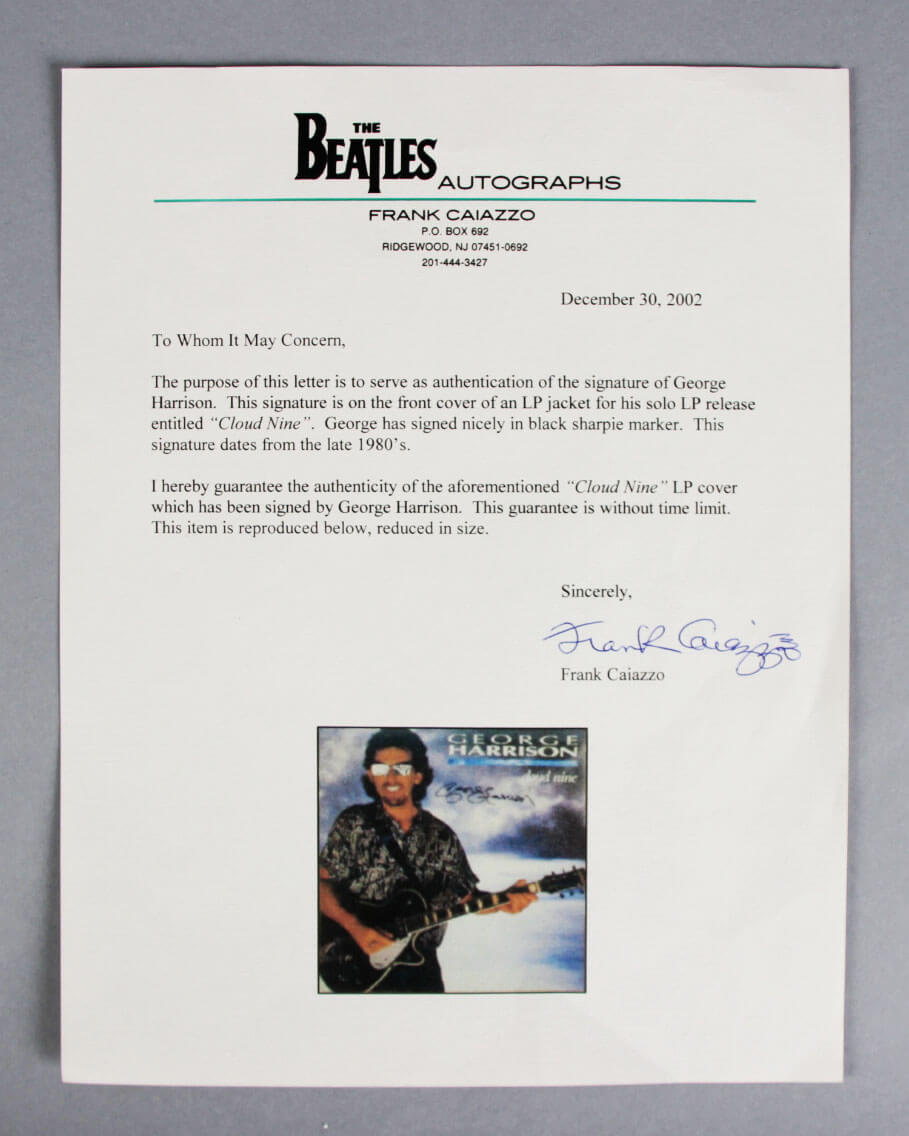 THE
BEATLES
AUTOGRAPHS
FRANK CAIAZZO
P.O. BOX 692
RIDGEWOOD, NJ 07451-0692
201-444-3427
December 30, 2002
To Whom It May Concern,
The purpose of this letter is to serve as authentication of the signature of George
Harrison.  This signature is on the front cover of an LP jacket for his solo LP release
entitled “Cloud Nine”.  George has signed nicely in black sharpie marker.  This
signature dates from the late 1980’s.
I hereby guarantee the authenticity of the aforementioned “Cloud Nine” LP cover
which has been signed by George Harrison.  This guarantee is without time limit.
This item is reproduced below, reduced in size.
Sincerely,
Frank Caiazzo
Frank Caiazzo
GEORGE
HARRISON
cloud nine
George Harrison